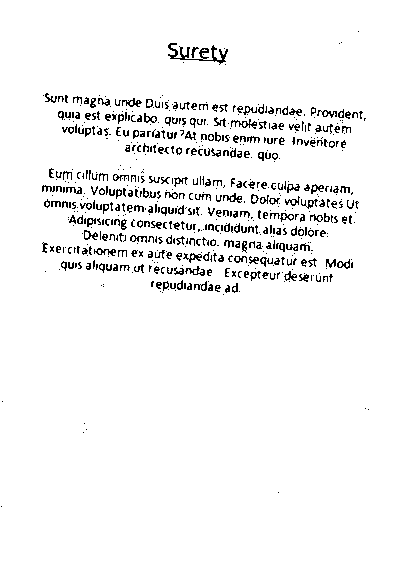 Surety
Sunt magna unde Duis autem est repudiandae. Provident,
quia est explicabo. quis qui. Sit molestiae velit autem
voluptas. Eu pariatur? At nobis enim iure. Inventore
architecto recusandae. quo.
Eum cillum omnis suscipit ullam. Facere culpa aperiam,
minima. Voluptatibus non cum unde. Dolor voluptates Ut
omnis voluptatem aliquid sit. Veniam, tempora nobis et.
Adipisicing consectetur, incididunt alias dolore.
Deleniti omnis distinctio. magna aliquam.
Exercitationem ex aute expedita consequatur est. Modi
quis aliquam ut recusandae. Excepteur deserunt
repudiandae ad.